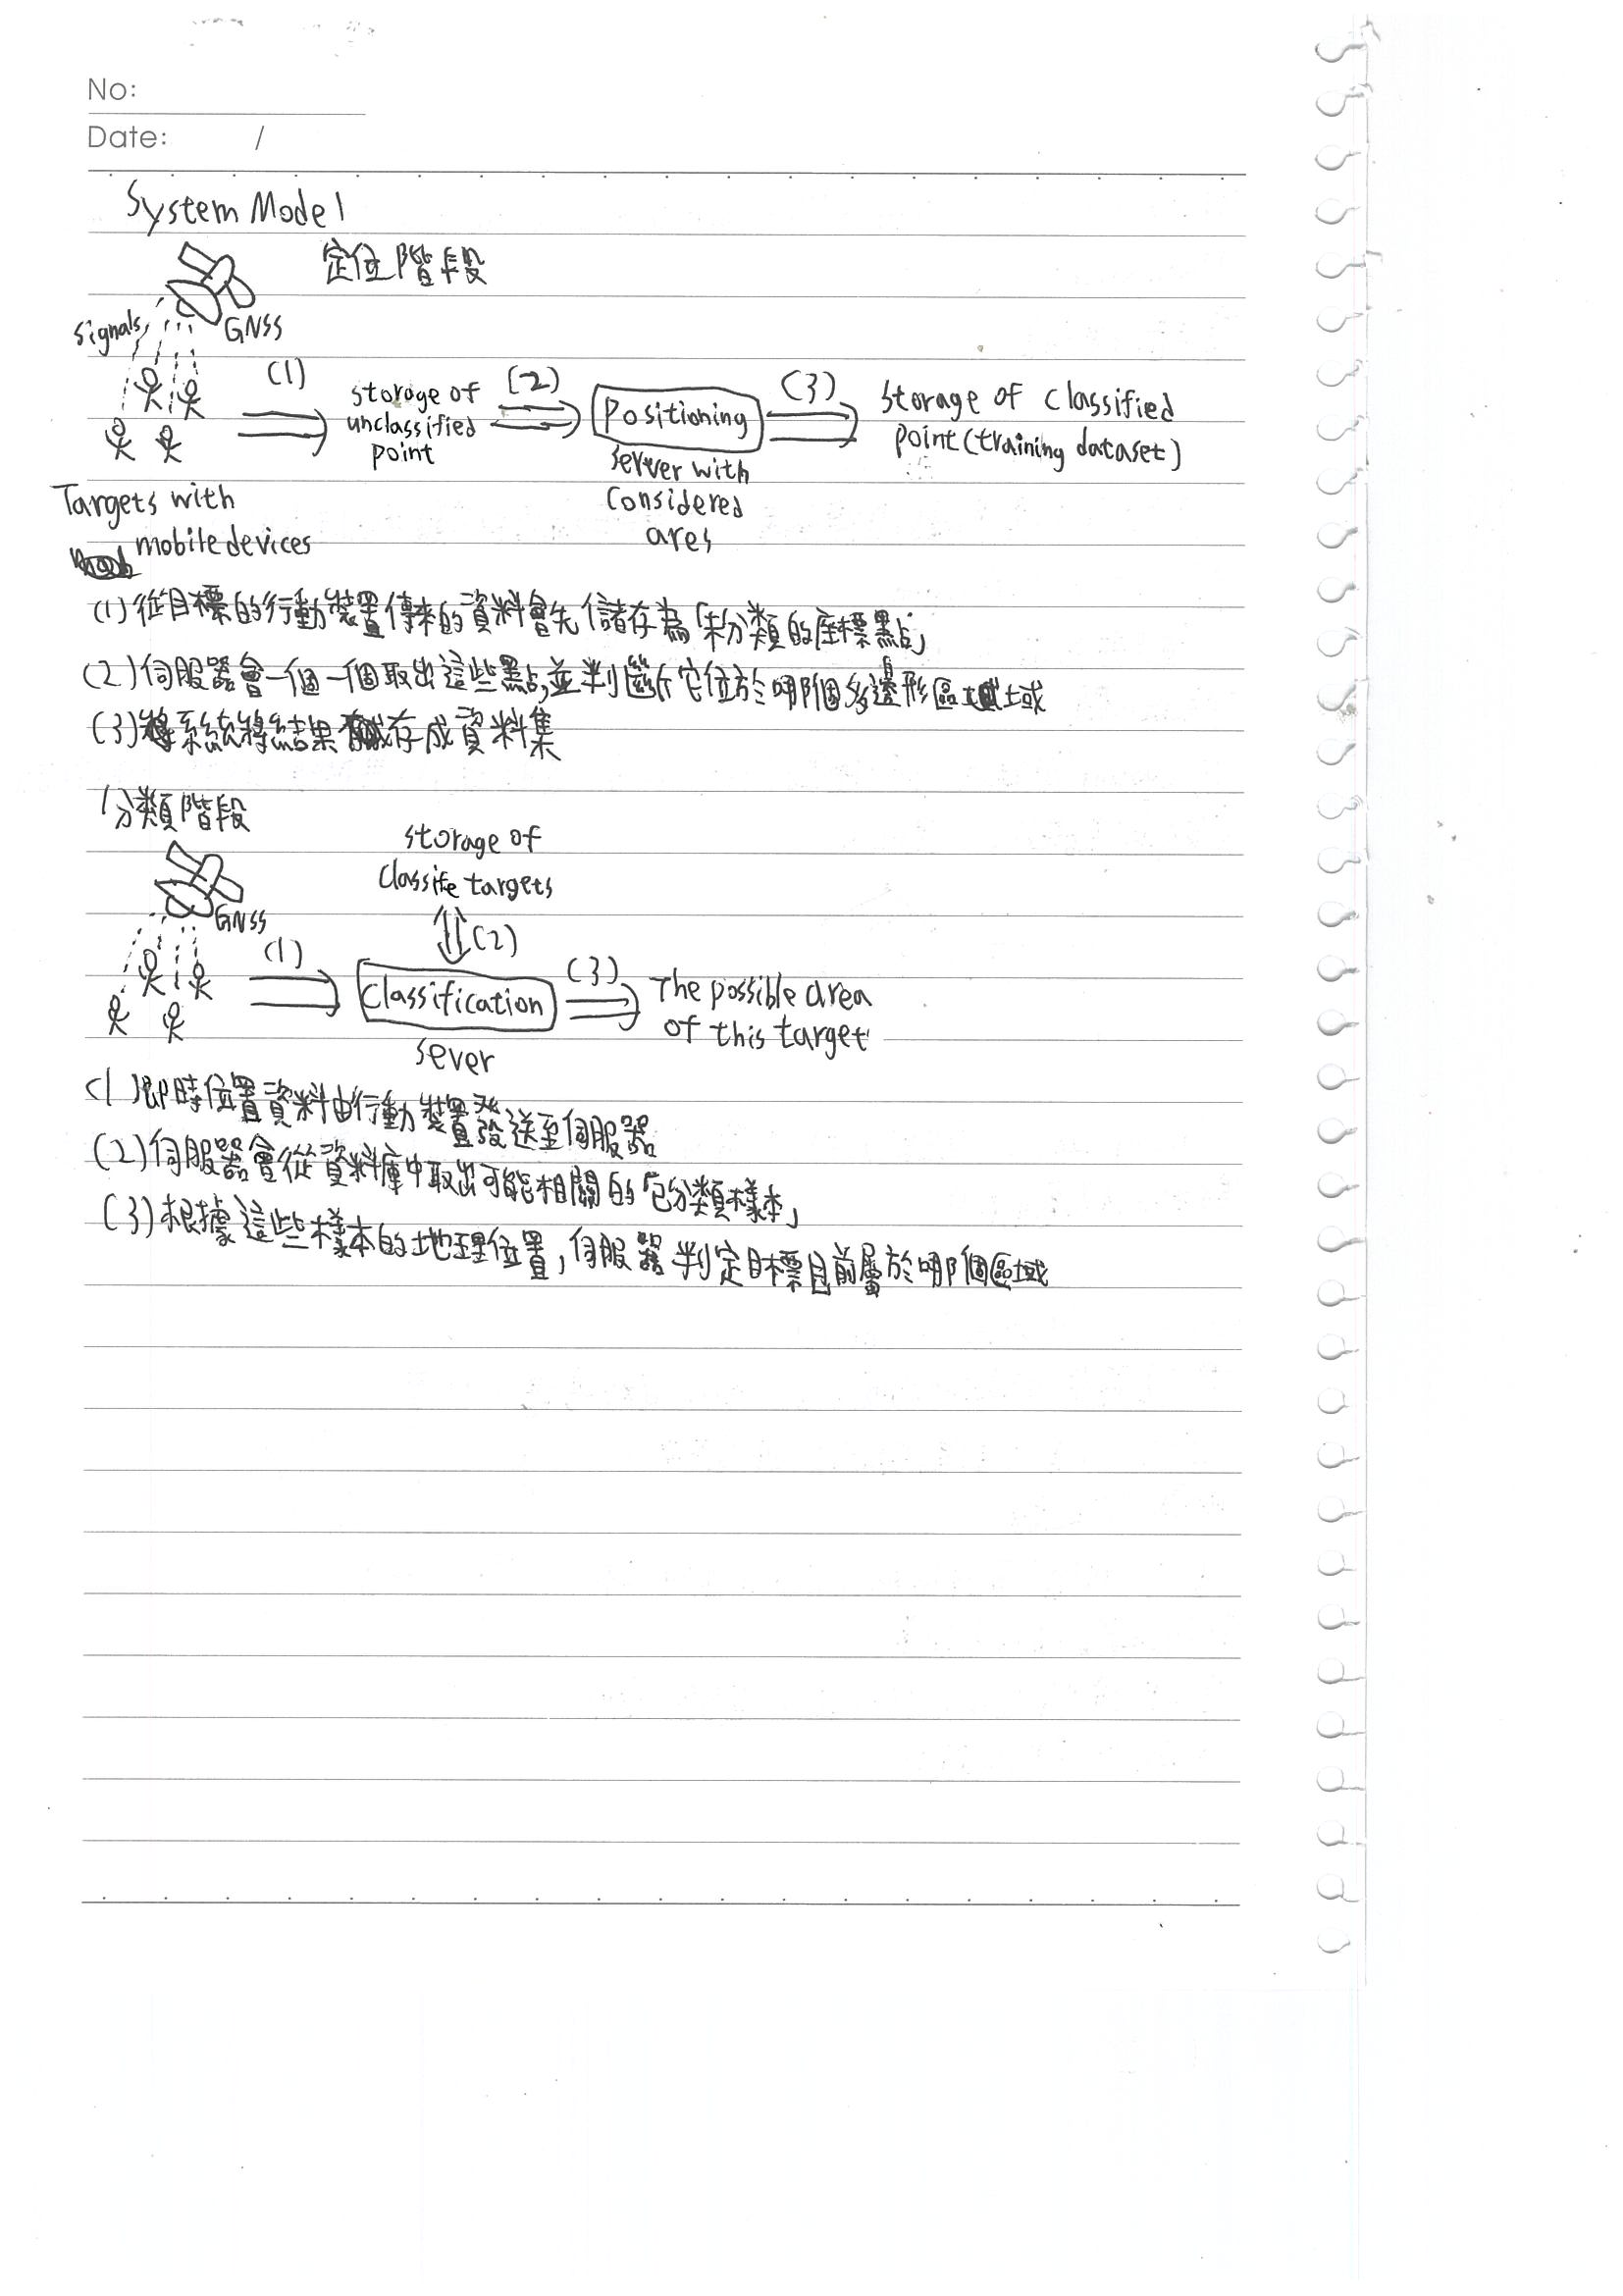 No:
Date: /
System Model
定位階段
signals
GNSS
(1)
storage of
unclassified
point
(2)
Positioning
server with
Considered
ares
(3)
storage of classified
point(training dataset)
Targets with
mobile devices
(1)從目標的行動裝置傳來的資料會先儲存為「未分類的座標點」
(2)伺服器會一個一個取出這些點,並判斷它位於哪個多邊形區域
(3)系統將結果存成資料集
分類階段
storage of
classife targets
GNSS
(1)
(2)
Classification
sever
(3)
The possible area
of this target
(1)即時位置資料由行動裝置發送至伺服器
(2)伺服器會從資料庫中取出可能相關的「已分類樣本」
(3)根據這些樣本的地理位置,伺服器判定目標目前屬於哪個區域